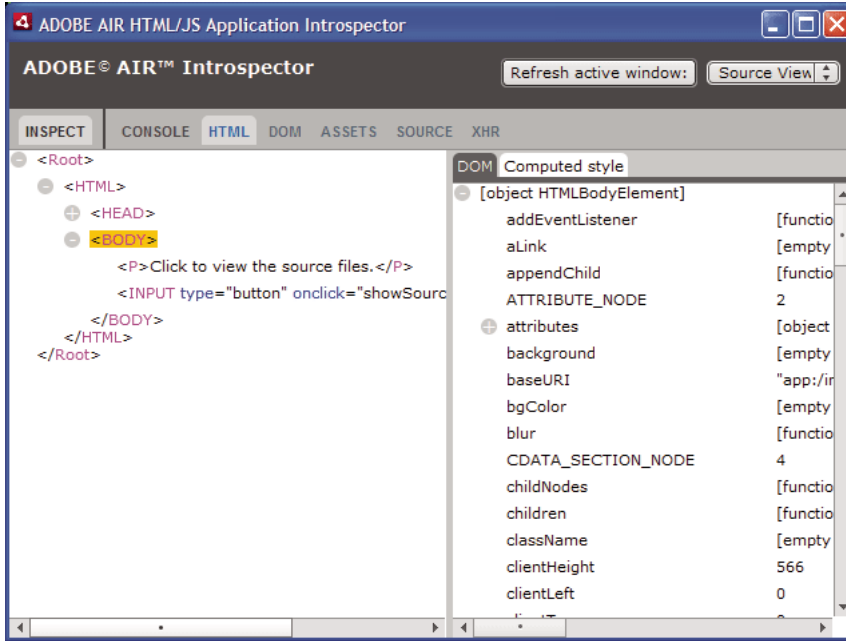 ADOBE AIR HTML/JS Application Introspector
ADOBE© AIR™ Introspector
Refresh active window:
Source View
INSPECT CONSOLE HTML DOM ASSETS SOURCE XHR
<Root>
<HTML>
<HEAD>
<BODY>
<P>Click to view the source files.</P>
<INPUT type="button" onclick="showSourc
</BODY>
</HTML>
</Root>
DOM Computed style
[object HTMLBodyElement]
addEventListener [functio
aLink [empty
appendChild [functio
ATTRIBUTE_NODE 2
attributes [object
background [empty
baseURI "app:/in
bgColor [empty
blur [functio
CDATA_SECTION_NODE 4
childNodes [functio
children [functio
className [empty
clientHeight 566
clientLeft 0